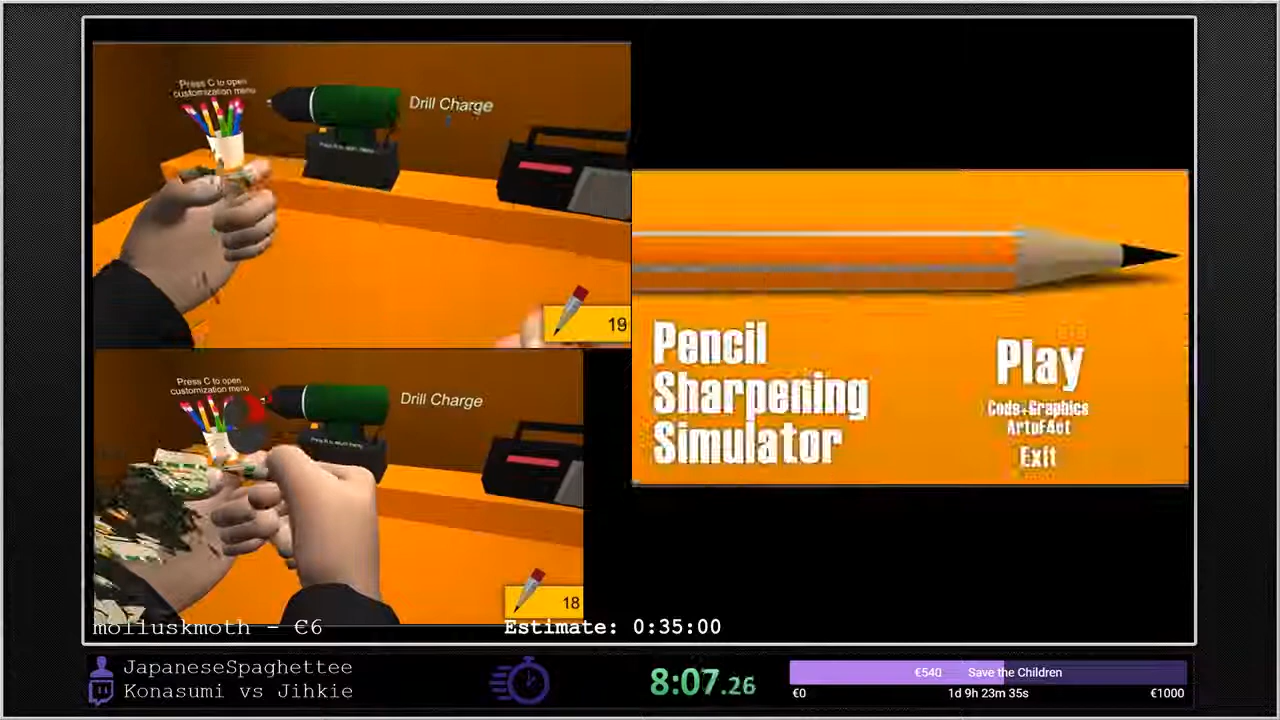 Press C to open
customization menu
Drill Charge
19
Press C to open
customization menu
Drill Charge
18
Pencil
Sharpening
Simulator
Play
Code+Graphics
ArtoF4ct
Exit
molluskmoth - €6
Estimate: 0:35:00
JapaneseSpaghettee
Konasumi vs Jihkie
8:07.26
€540 Save the Children
€0 1d 9h 23m 35s €1000